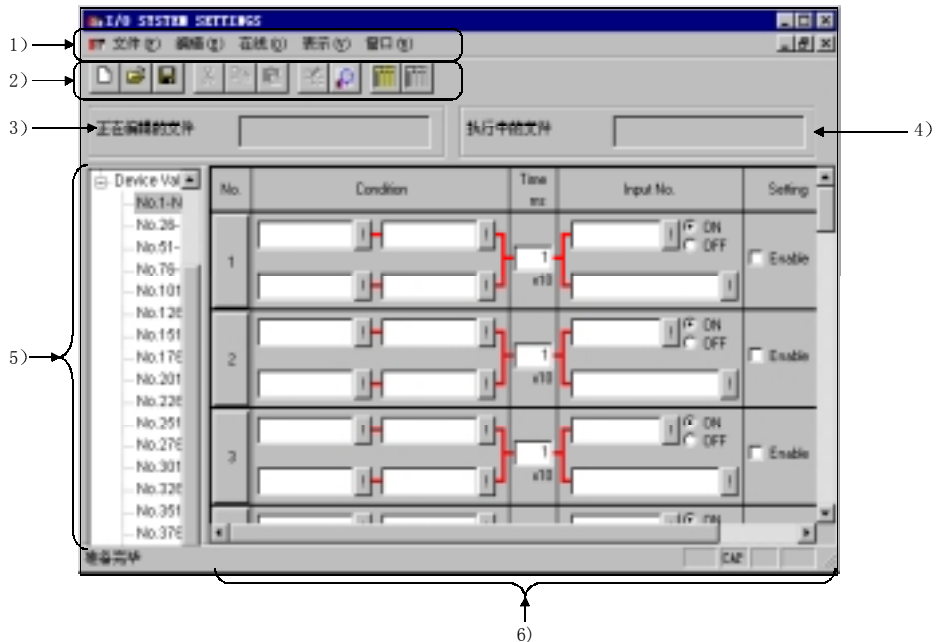 I/O SYSTEM SETTINGS
1)
文件(F) 编辑(E) 在线(O) 表示(V) 窗口(W)
2)
3)
正在编辑的文件
执行中的文件
4)
Device Val
No. Condition Time ms Input No. Setting
No.1-N
No.26-
No.51-
No.76-
No.101
No.126
No.151
No.176
No.201
No.226
No.251
No.276
No.301
No.326
No.351
No.376
1 ! ! 1 x10 ! ON OFF ! Enable
! !
2 ! ! 1 x10 ! ON OFF ! Enable
! !
3 ! ! 1 x10 ! ON OFF ! Enable
! !
ON
5)
准备完毕
CAP
6)